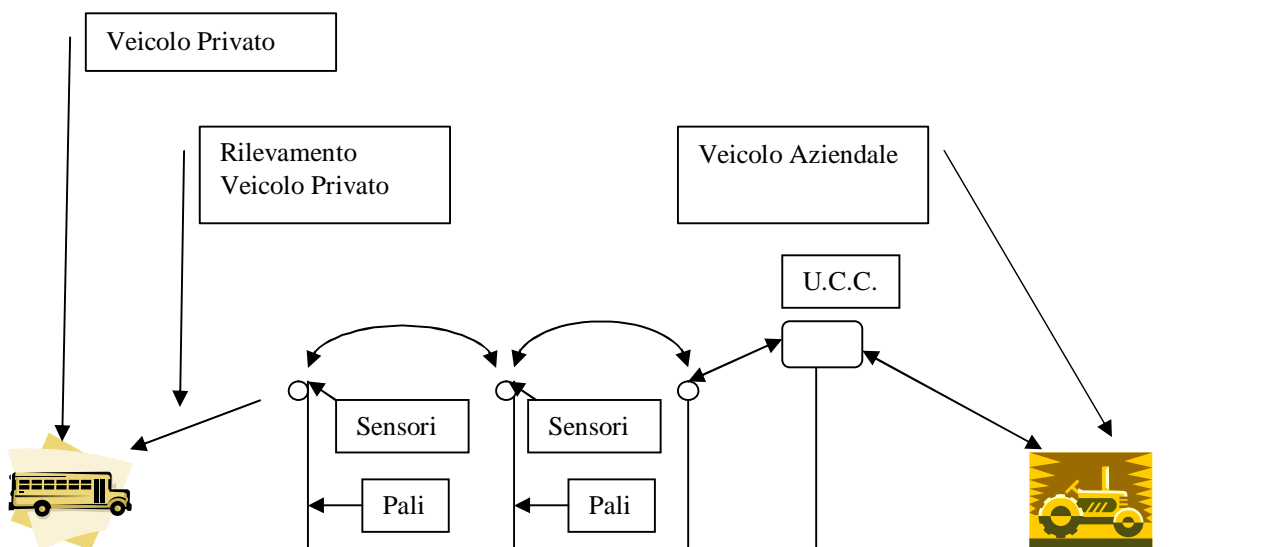 Veicolo Privato
Rilevamento
Veicolo Privato
Veicolo Aziendale
U.C.C.
Sensori
Sensori
Pali
Pali